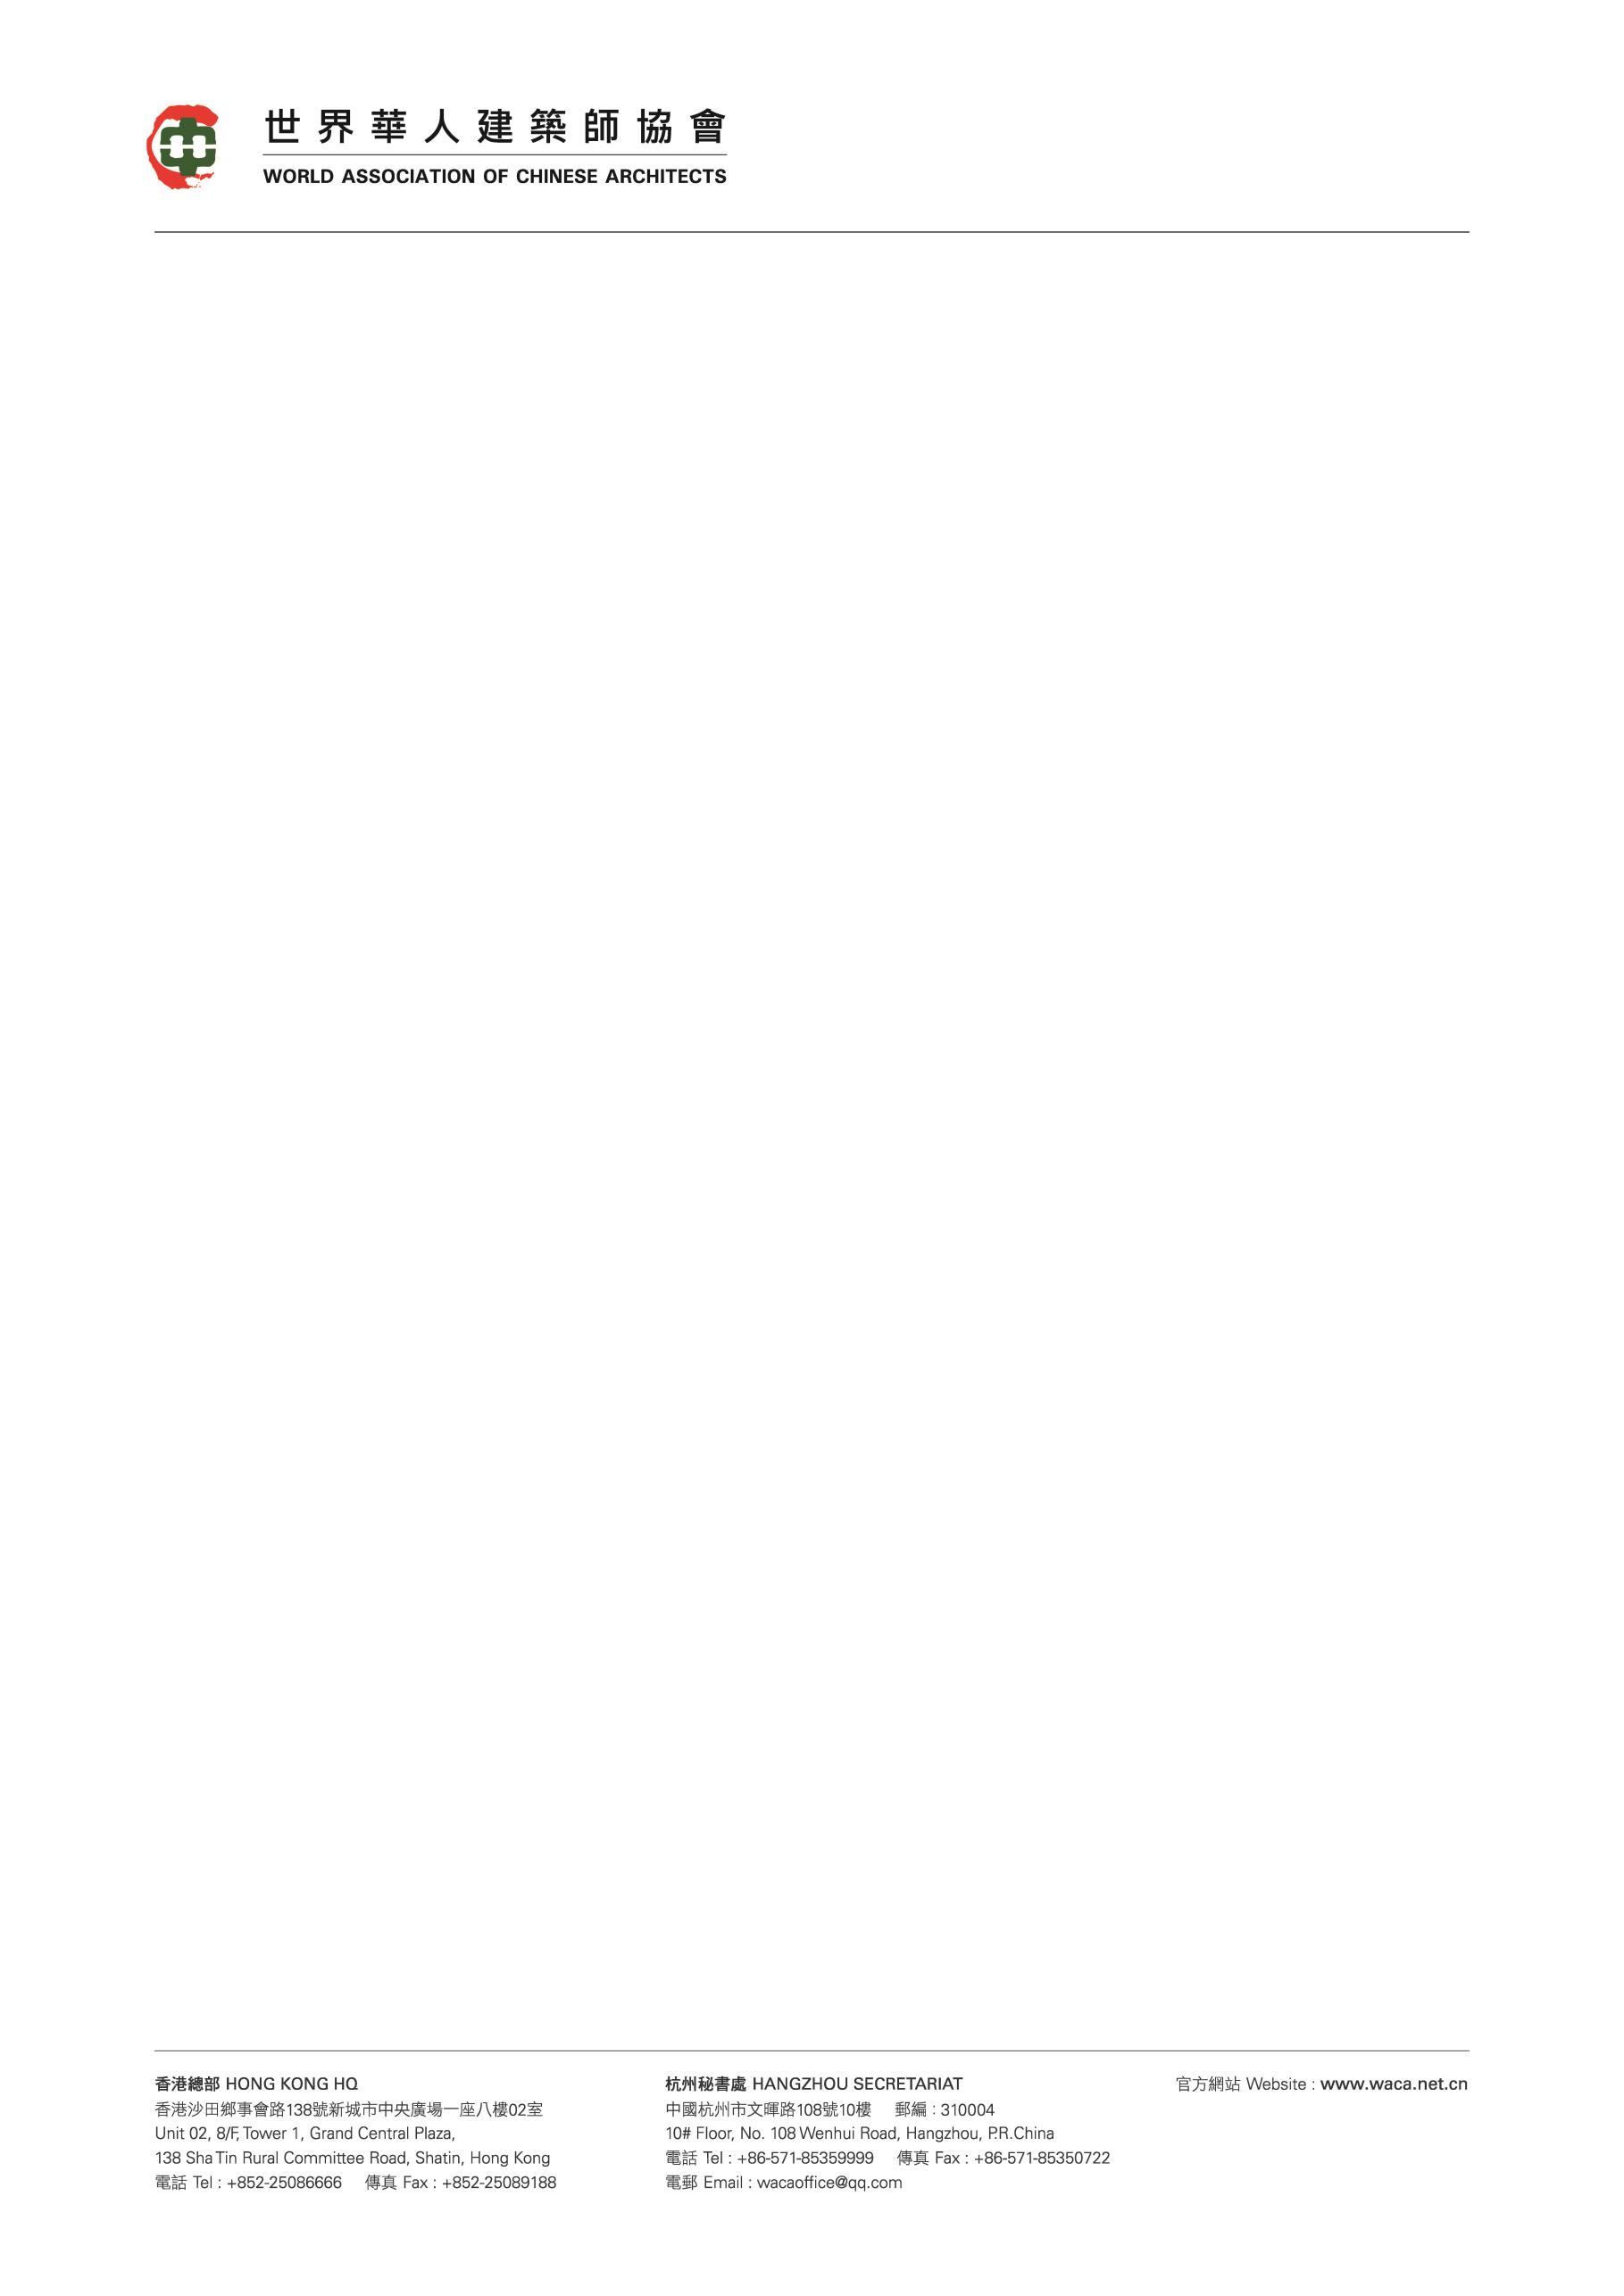 世界華人建築師協會
WORLD ASSOCIATION OF CHINESE ARCHITECTS
香港總部 HONG KONG HQ
香港沙田鄉事會路138號新城市中央廣場一座八樓02室
Unit 02, 8/F, Tower 1, Grand Central Plaza,
138 Sha Tin Rural Committee Road, Shatin, Hong Kong
電話 Tel : +852-25086666 傳真 Fax : +852-25089188
杭州秘書處 HANGZHOU SECRETARIAT
中國杭州市文暉路108號10樓 郵編 : 310004
10# Floor, No. 108 Wenhui Road, Hangzhou, P.R.China
電話 Tel : +86-571-85359999 傳真 Fax : +86-571-85350722
電郵 Email : wacaoffice@qq.com
官方網站 Website : www.waca.net.cn